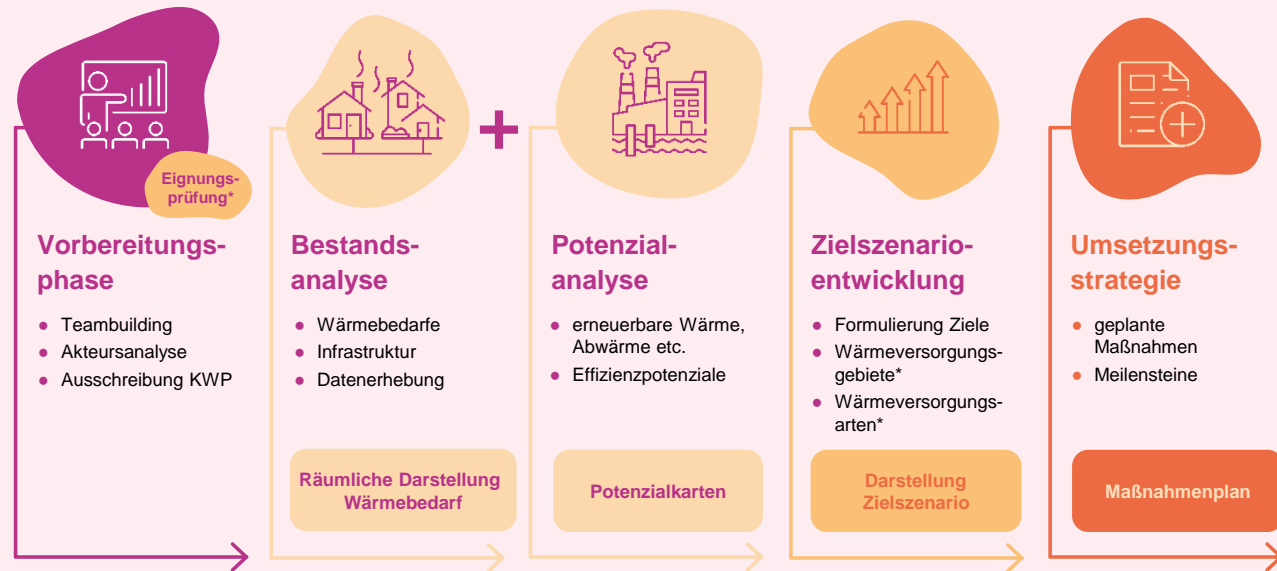 Eignungs-
prüfung*
Vorbereitungs-
phase
• Teambuilding
• Akteursanalyse
• Ausschreibung KWP
Bestands-
analyse
• Wärmebedarfe
• Infrastruktur
• Datenerhebung
Räumliche Darstellung
Wärmebedarf
+
Potenzial-
analyse
• erneuerbare Wärme,
Abwärme etc.
• Effizienzpotenziale
Potenzialkarten
Zielszenario-
entwicklung
• Formulierung Ziele
• Wärmeversorgungs-
gebiete*
• Wärmeversorgungs-
arten*
Darstellung
Zielszenario
Umsetzungs-
strategie
• geplante
Maßnahmen
• Meilensteine
Maßnahmenplan